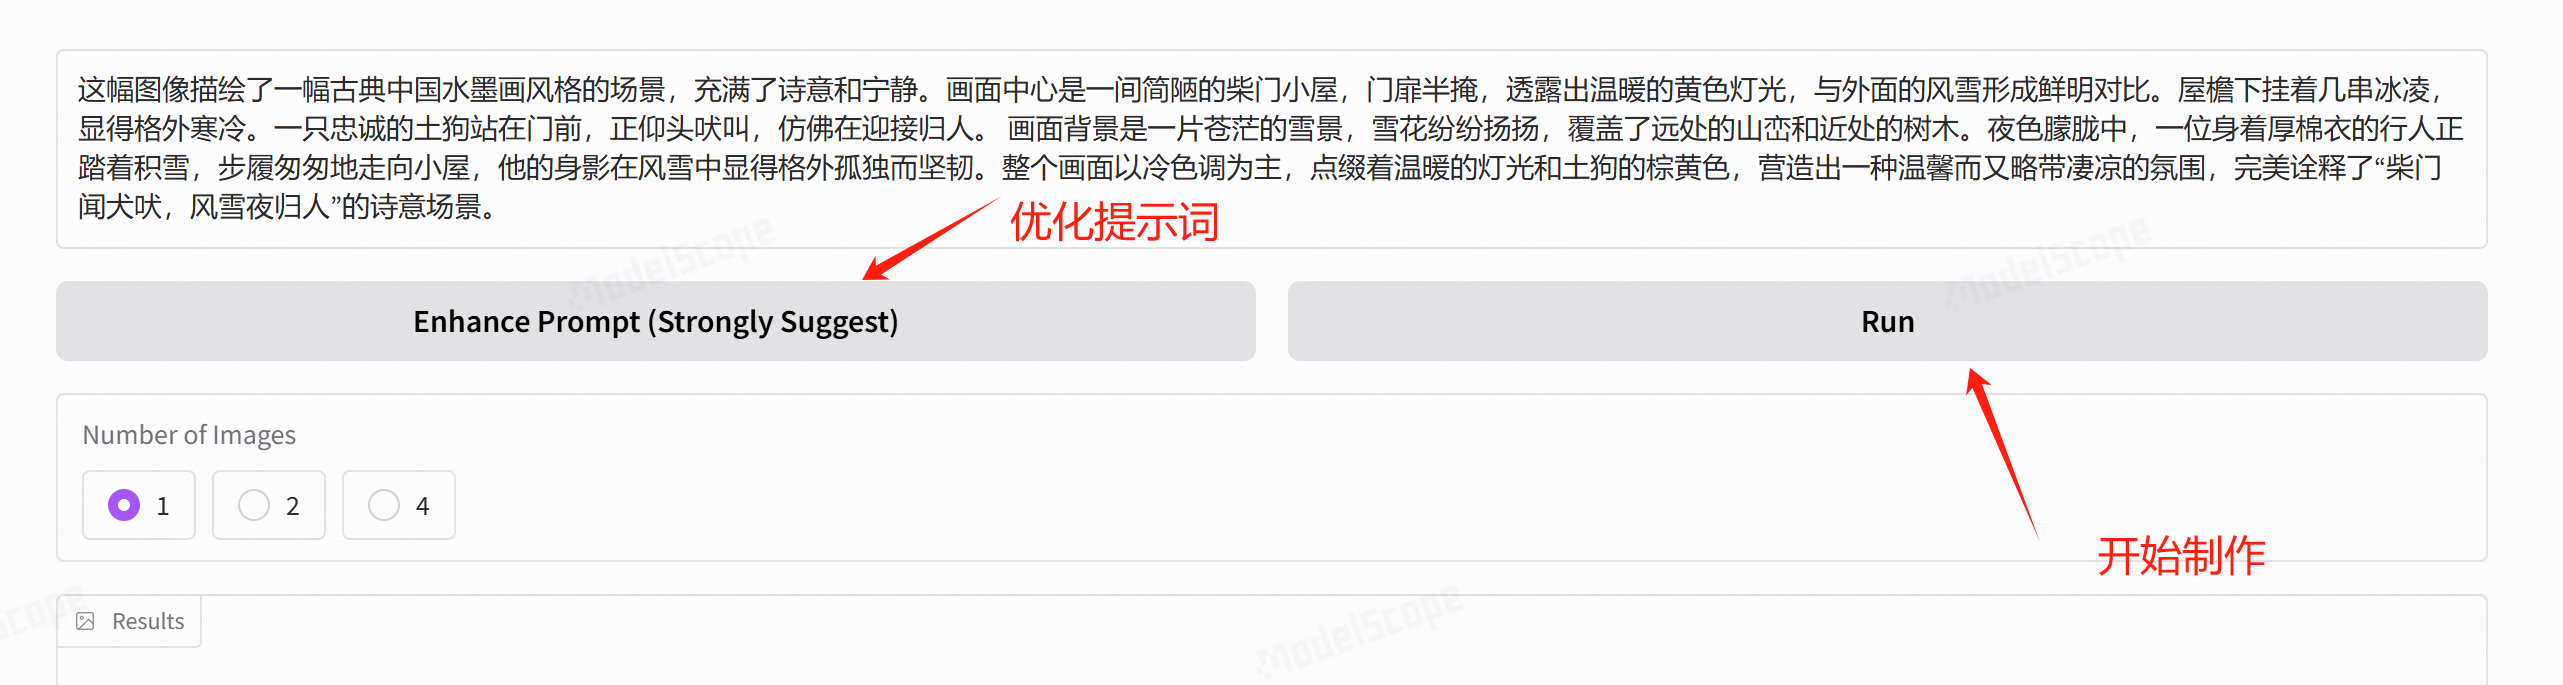 这幅图像描绘了一幅古典中国水墨画风格的场景，充满了诗意和宁静。画面中心是一间简陋的柴门小屋，门扉半掩，透露出温暖的黄色灯光，与外面的风雪形成鲜明对比。屋檐下挂着几串冰凌，
显得格外寒冷。一只忠诚的土狗站在门前，正仰头吠叫，仿佛在迎接归人。 画面背景是一片苍茫的雪景，雪花纷纷扬扬，覆盖了远处的山峦和近处的树木。夜色朦胧中，一位身着厚棉衣的行人正
踏着积雪，步履匆匆地走向小屋，他的身影在风雪中显得格外孤独而坚韧。整个画面以冷色调为主，点缀着温暖的灯光和土狗的棕黄色，营造出一种温馨而又略带凄凉的氛围，完美诠释了“柴门
闻犬吠，风雪夜归人”的诗意场景。
优化提示词
ModelScope
ModelScope
Enhance Prompt (Strongly Suggest)
Run
Number of Images
1
2
4
开始制作
Scope
Results
ModelScope